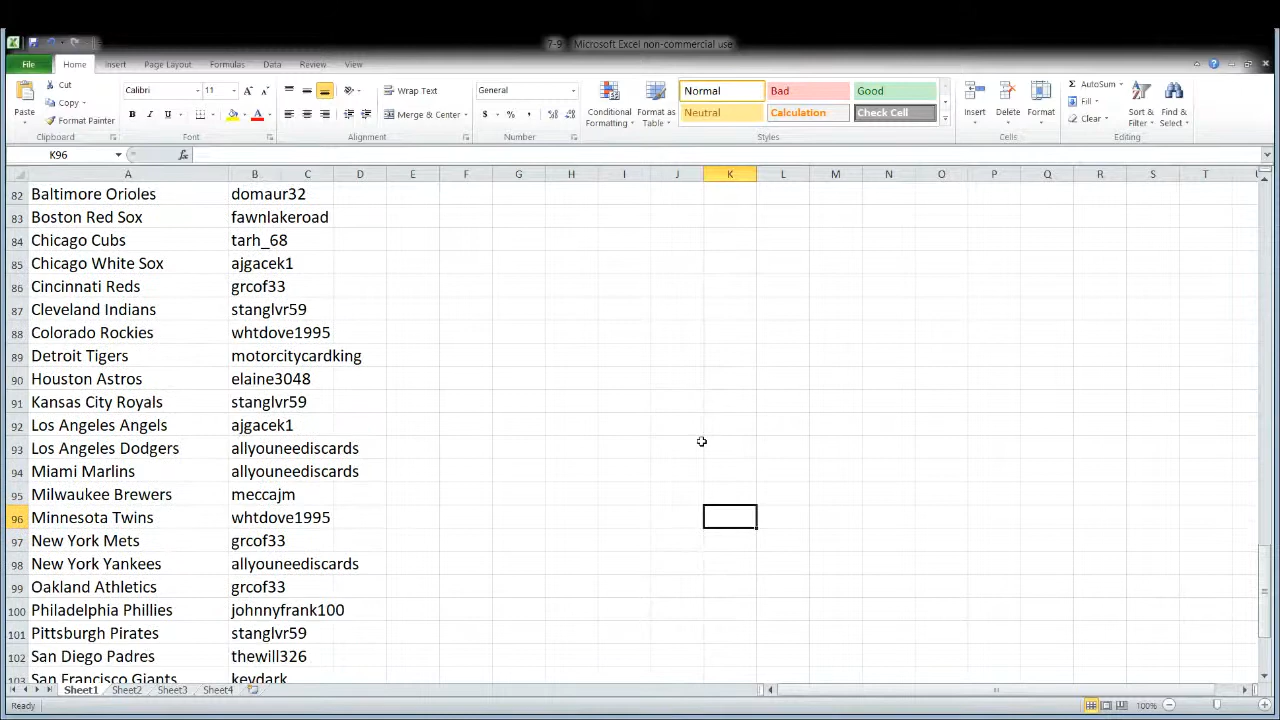 7-9 Microsoft Excel non-commercial use
File Home Insert Page Layout Formulas Data Review View
Paste
Cut
Copy
Format Painter
Clipboard
Calibri 11
B I
Font
Wrap Text
Merge & Center
Alignment
General
$ % ,
Number
Conditional Formatting
Format as Table
Normal Bad Good
Neutral Calculation Check Cell
Styles
Insert Delete Format
Cells
AutoSum
Fill
Clear
Sort & Filter
Find & Select
Editing
K96 fx
A B C D E F G H I J K L M N O P Q R S T
82 Baltimore Orioles domaur32
83 Boston Red Sox fawnlakeroad
84 Chicago Cubs tarh_68
85 Chicago White Sox ajgacek1
86 Cincinnati Reds grcof33
87 Cleveland Indians stanglvr59
88 Colorado Rockies whtdove1995
89 Detroit Tigers motorcitycardking
90 Houston Astros elaine3048
91 Kansas City Royals stanglvr59
92 Los Angeles Angels ajgacek1
93 Los Angeles Dodgers allyouneediscards
94 Miami Marlins allyouneediscards
95 Milwaukee Brewers meccajm
96 Minnesota Twins whtdove1995
97 New York Mets grcof33
98 New York Yankees allyouneediscards
99 Oakland Athletics grcof33
100 Philadelphia Phillies johnnyfrank100
101 Pittsburgh Pirates stanglvr59
102 San Diego Padres thewill326
103 San Francisco Giants keydark
Sheet1 Sheet2 Sheet3 Sheet4
Ready 100%